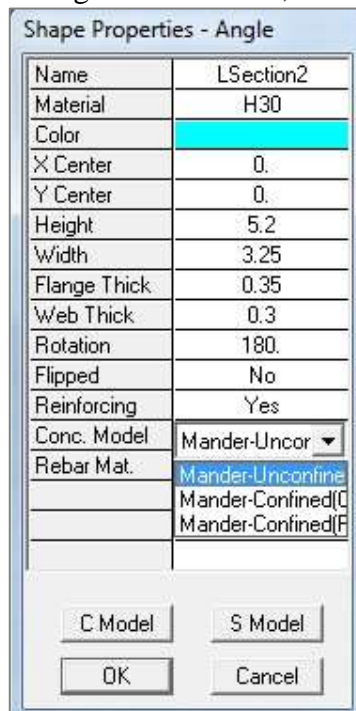 Shape Properties - Angle
Name LSection2
Material H30
Color
X Center 0.
Y Center 0.
Height 5.2
Width 3.25
Flange Thick 0.35
Web Thick 0.3
Rotation 180.
Flipped No
Reinforcing Yes
Conc. Model Mander-Uncor
Rebar Mat.
Mander-Unconfine
Mander-Confined(C
Mander-Confined(F
C Model S Model
OK Cancel